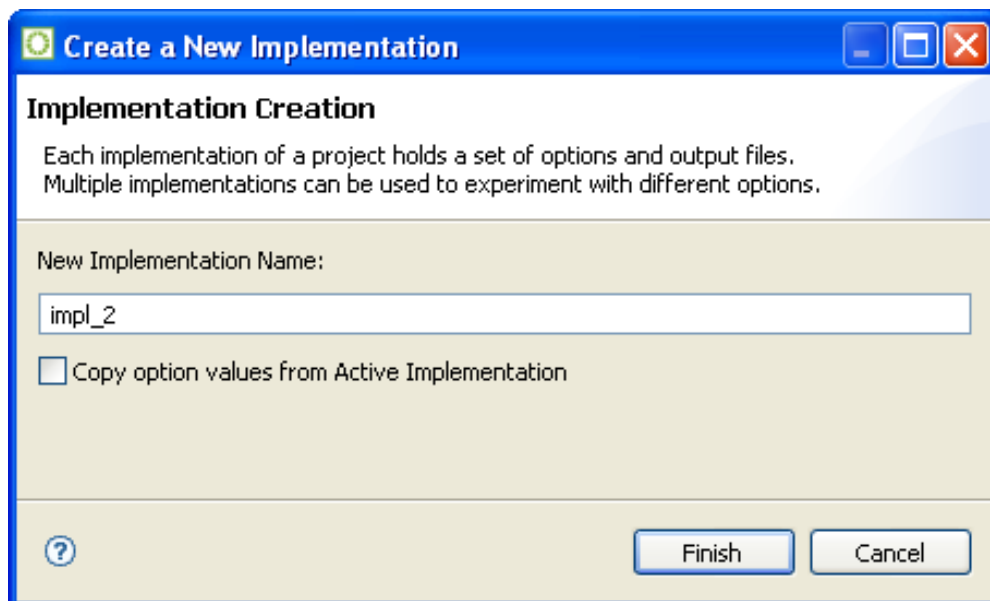 Create a New Implementation
Implementation Creation
Each implementation of a project holds a set of options and output files.
Multiple implementations can be used to experiment with different options.
New Implementation Name:
impl_2
Copy option values from Active Implementation
?
Finish Cancel